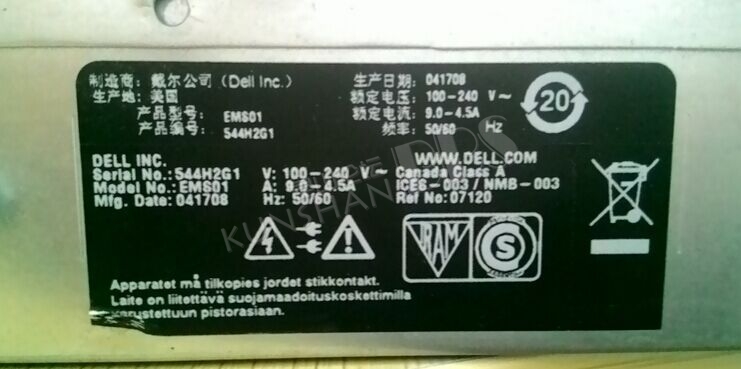 制造商: 戴尔公司 (Dell Inc.) 生产日期: 041708
生产地: 美国 额定电压: 100-240 V~
产品型号: EMS01 额定电流: 9.0-4.5A
产品编号: 544H2G1 频率: 50/60 Hz
20
DELL INC. WWW.DELL.COM
Serial No.: 544H2G1 V: 100-240 V~ Canada Class A
Model No.: EMS01 A: 9.0-4.5A ICES-003 / NMB-003
Mfg. Date: 041708 Hz: 50/60 Ref No: 07120
KUNSHAN DDS
TRAM S
Apparatet må tilkoples jordet stikkontakt.
Laite on liitettävä suojamaadoituskoskettimilla
varustettuun pistorasiaan.